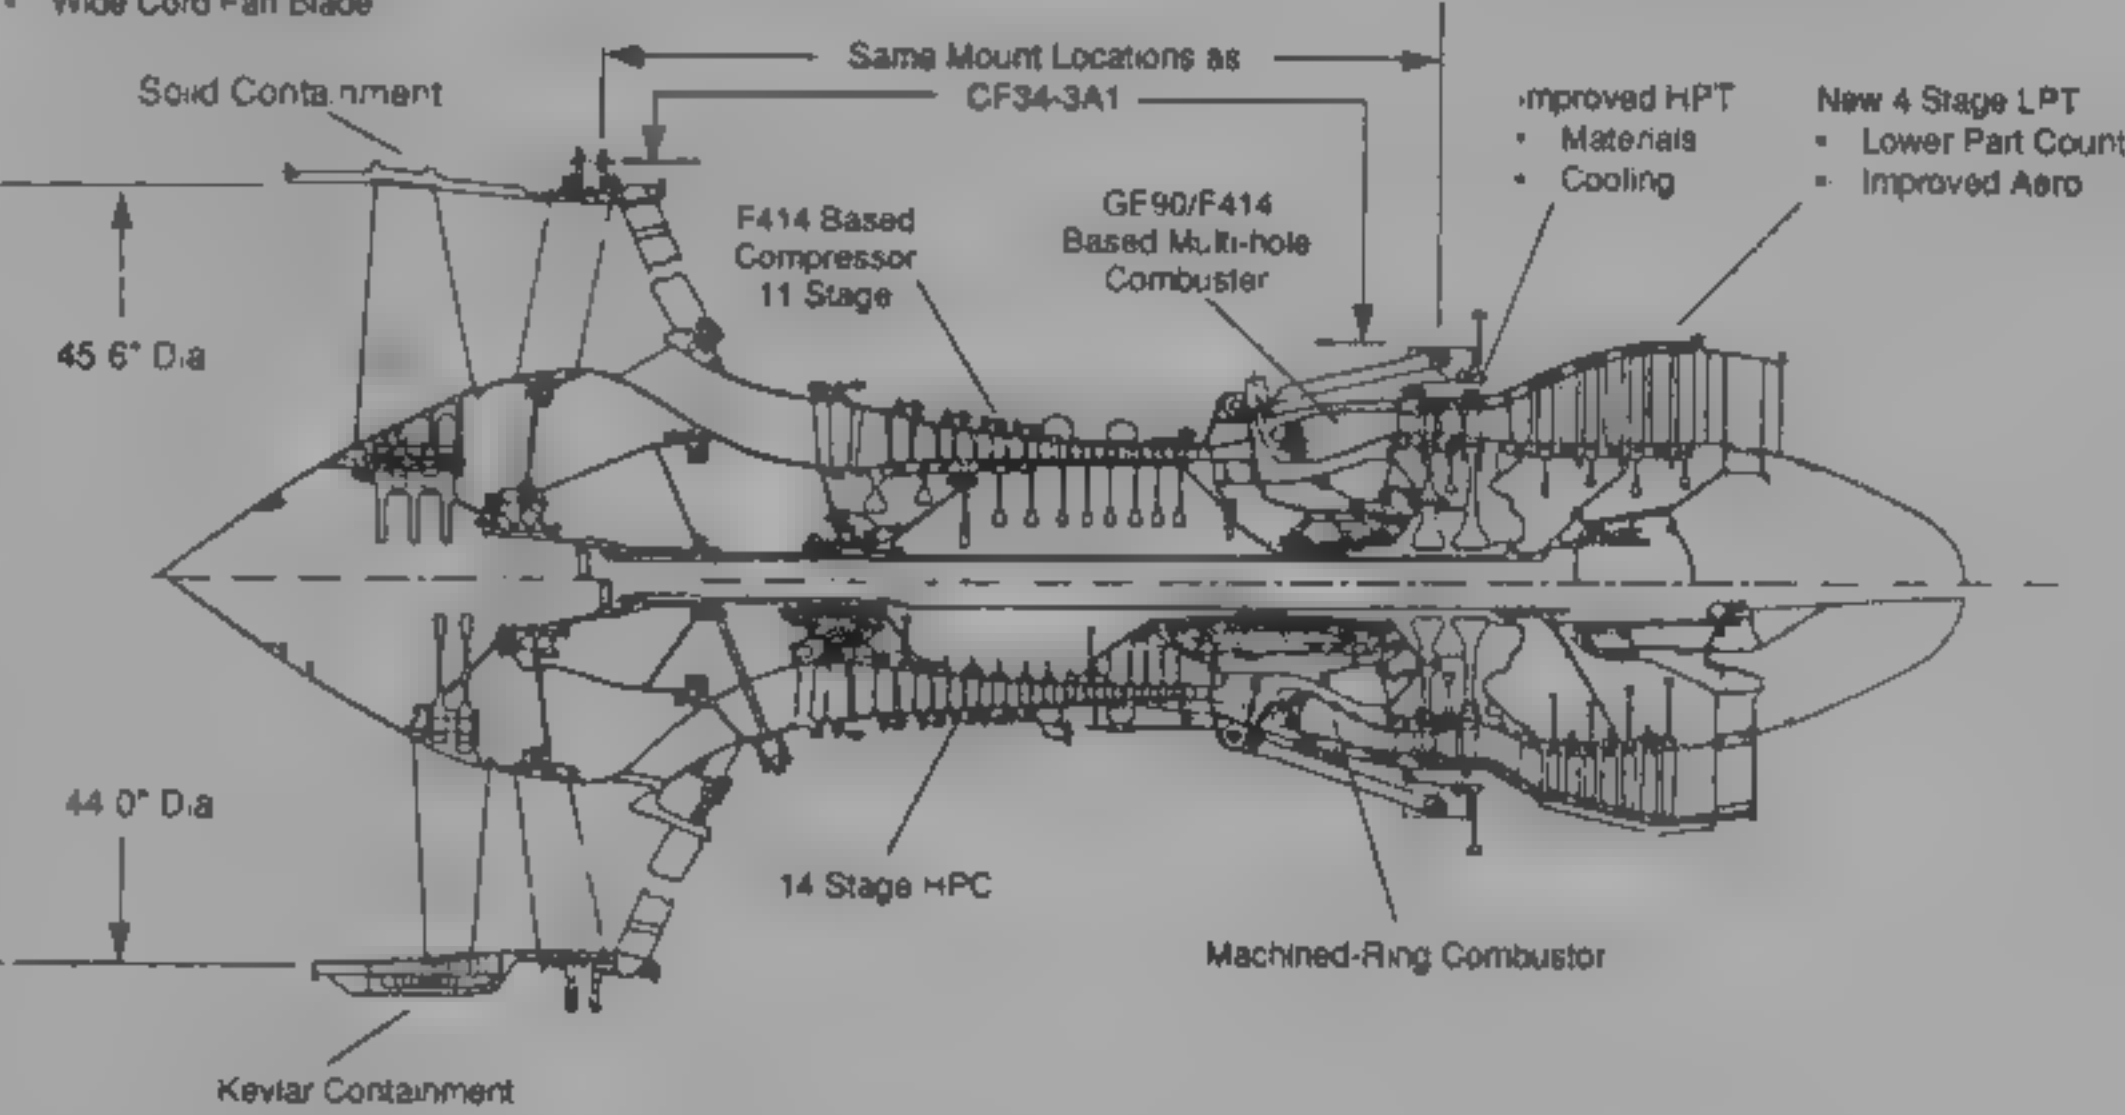 Wide Cord Fan Blade
Solid Containment
Same Mount Locations as
CF34-3A1
Improved HPT
• Materials
• Cooling
New 4 Stage LPT
• Lower Part Count
• Improved Aero
F414 Based
Compressor
11 Stage
GE90/F414
Based Multi-hole
Combuster
45.6" Dia
44.0" Dia
14 Stage HPC
Machined-Ring Combustor
Kevlar Containment